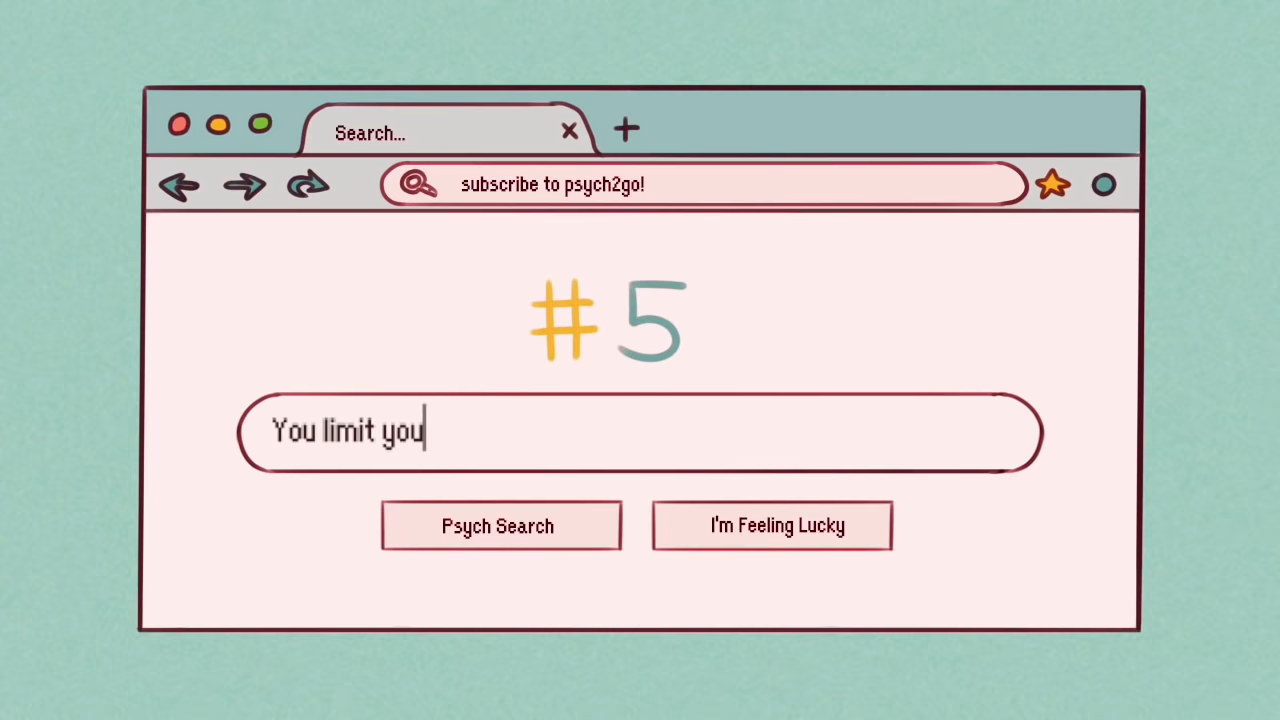 Search...
subscribe to psych2go!
#5
You limit you
Psych Search
I'm Feeling Lucky